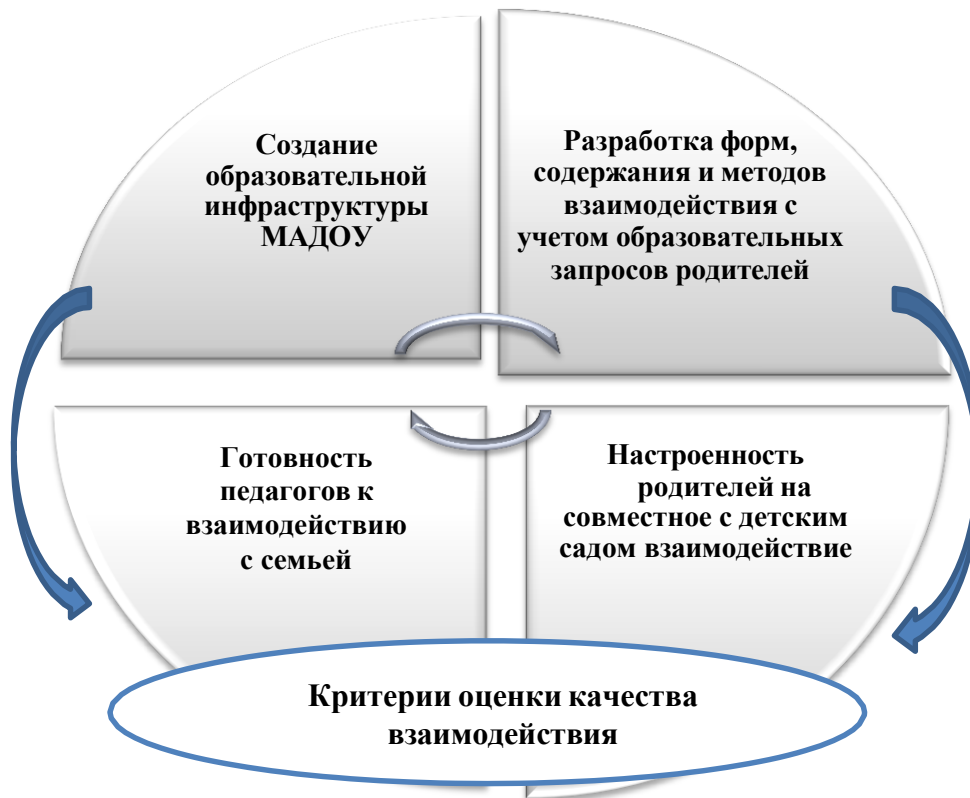 Создание
образовательной
инфраструктуры
МАДОУ
Разработка форм,
содержания и методов
взаимодействия с
учетом образовательных
запросов родителей
Готовность
педагогов к
взаимодействию
с семьей
Настроенность
родителей на
совместное с детским
садом взаимодействие
Критерии оценки качества
взаимодействия